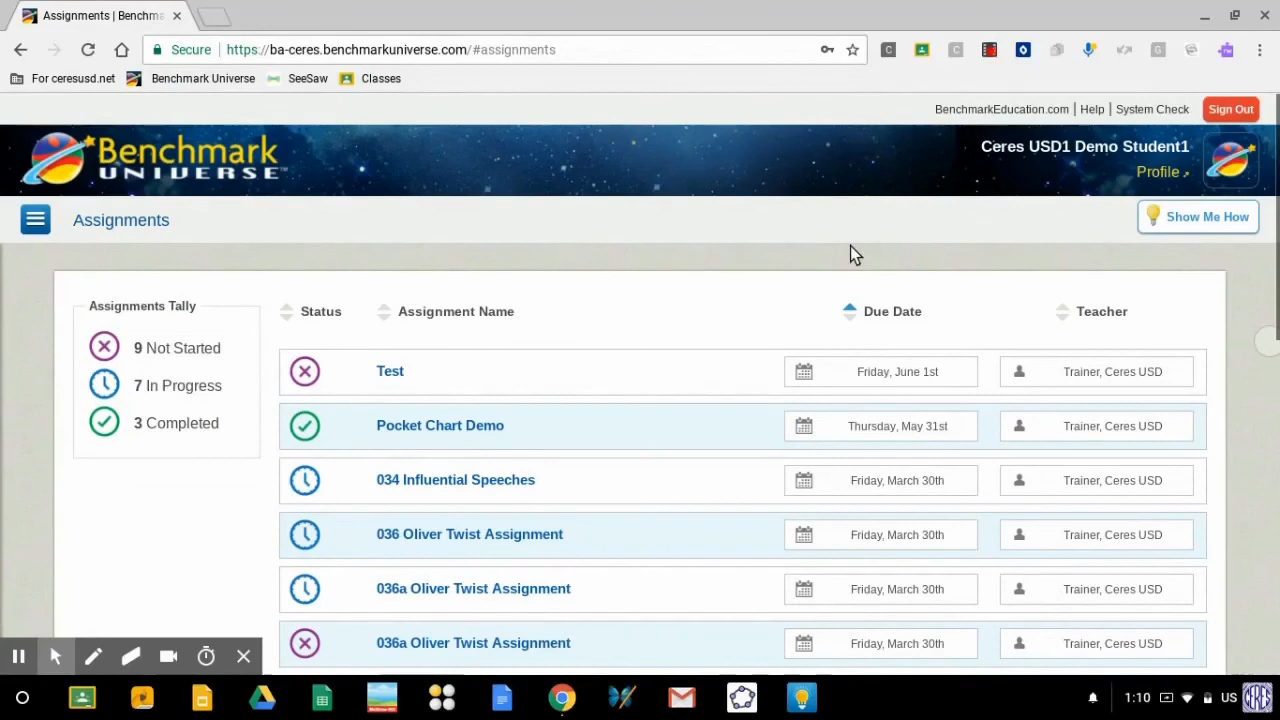 Assignments | Benchma
Secure https://ba-ceres.benchmarkuniverse.com/#assignments
For ceresusd.net Benchmark Universe SeeSaw Classes
BenchmarkEducation.com | Help | System Check Sign Out
Benchmark
UNIVERSE
Ceres USD1 Demo Student1
Profile
Assignments
Show Me How
Assignments Tally
9 Not Started
7 In Progress
3 Completed
Status Assignment Name Due Date Teacher
Test Friday, June 1st Trainer, Ceres USD
Pocket Chart Demo Thursday, May 31st Trainer, Ceres USD
034 Influential Speeches Friday, March 30th Trainer, Ceres USD
036 Oliver Twist Assignment Friday, March 30th Trainer, Ceres USD
036a Oliver Twist Assignment Friday, March 30th Trainer, Ceres USD
036a Oliver Twist Assignment Friday, March 30th Trainer, Ceres USD
1:10 US CERES